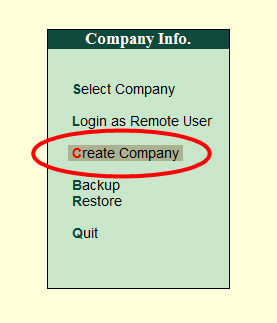 Company Info.
Select Company
Login as Remote User
Create Company
Backup
Restore
Quit